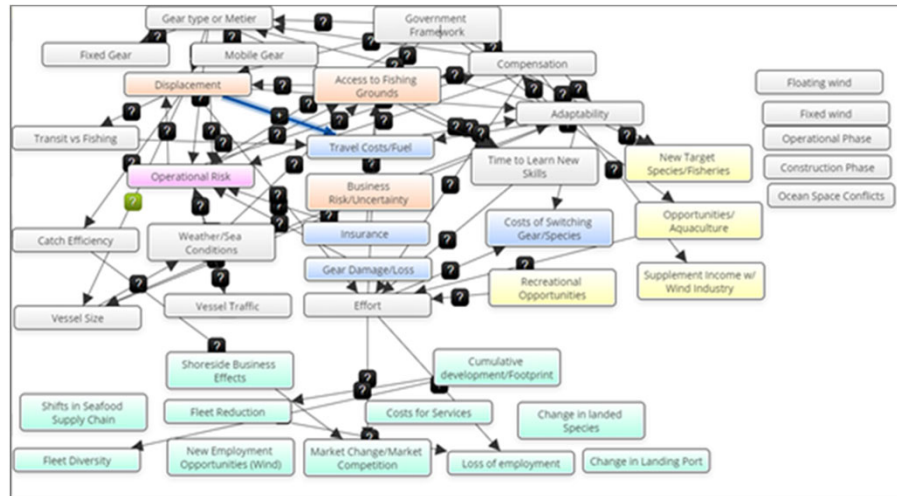 Gear type or Metier
Government
Framework
Fixed Gear
Mobile Gear
Compensation
Displacement
Access to Fishing
Grounds
Floating wind
Adaptability
Fixed wind
Transit vs Fishing
Travel Costs/Fuel
Operational Phase
New Target
Species/Fisheries
Time to Learn New
Skills
Construction Phase
Operational Risk
Business
Risk/Uncertainty
Ocean Space Conflicts
Catch Efficiency
Weather/Sea
Conditions
Insurance
Costs of Switching
Gear/Species
Opportunities/
Aquaculture
Gear Damage/Loss
Recreational
Opportunities
Supplement Income w/
Wind Industry
Vessel Size
Vessel Traffic
Effort
Shoreside Business
Effects
Cumulative
development/Footprint
Shifts in Seafood
Supply Chain
Fleet Reduction
Costs for Services
Change in landed
Species
Fleet Diversity
New Employment
Opportunities (Wind)
Market Change/Market
Competition
Loss of employment
Change in Landing Port